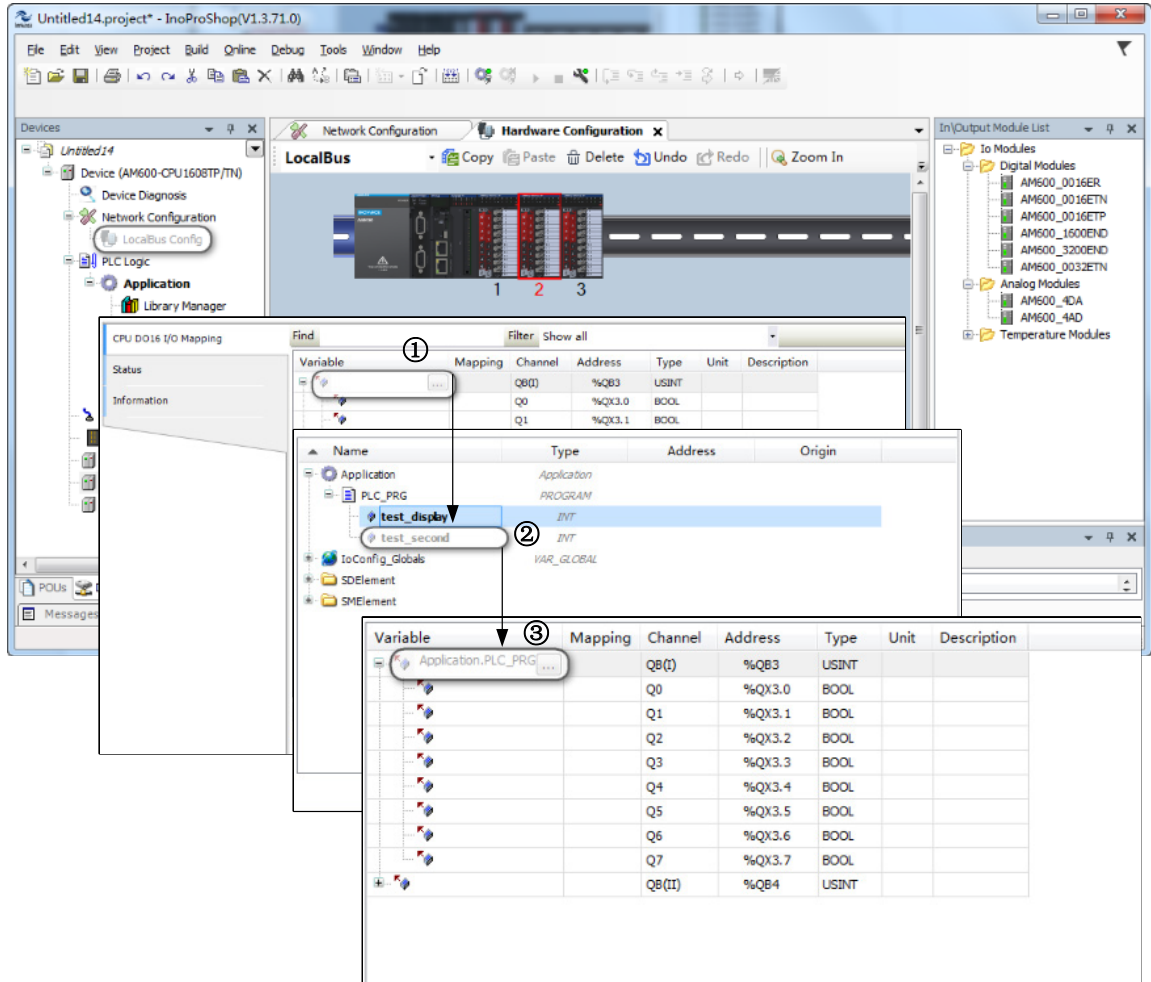 Untitled14.project* - InoProShop(V1.3.71.0)
File Edit View Project Build Online Debug Tools Window Help
Devices
Untitled14
Device (AM600-CPU1608TP/TN)
Device Diagnosis
Network Configuration
LocalBus Config
PLC Logic
Application
Library Manager
POUs
Messages
Network Configuration
Hardware Configuration
LocalBus
Copy Paste Delete Undo Redo Zoom In
1 2 3
In\Output Module List
Io Modules
Digital Modules
AM600_0016ER
AM600_0016ETN
AM600_0016ETP
AM600_1600END
AM600_3200END
AM600_0032ETN
Analog Modules
AM600_4DA
AM600_4AD
Temperature Modules
CPU DO16 I/O Mapping
Status
Information
Find Filter Show all
①
Variable Mapping Channel Address Type Unit Description
... QB(I) %QB3 USINT
Q0 %QX3.0 BOOL
Q1 %QX3.1 BOOL
Name Type Address Origin
Application Application
PLC_PRG PROGRAM
test_display INT
test_second INT
②
IoConfig_Globals VAR_GLOBAL
SDElement
SMElement
③
Variable Mapping Channel Address Type Unit Description
Application.PLC_PRG ... QB(I) %QB3 USINT
Q0 %QX3.0 BOOL
Q1 %QX3.1 BOOL
Q2 %QX3.2 BOOL
Q3 %QX3.3 BOOL
Q4 %QX3.4 BOOL
Q5 %QX3.5 BOOL
Q6 %QX3.6 BOOL
Q7 %QX3.7 BOOL
QB(II) %QB4 USINT